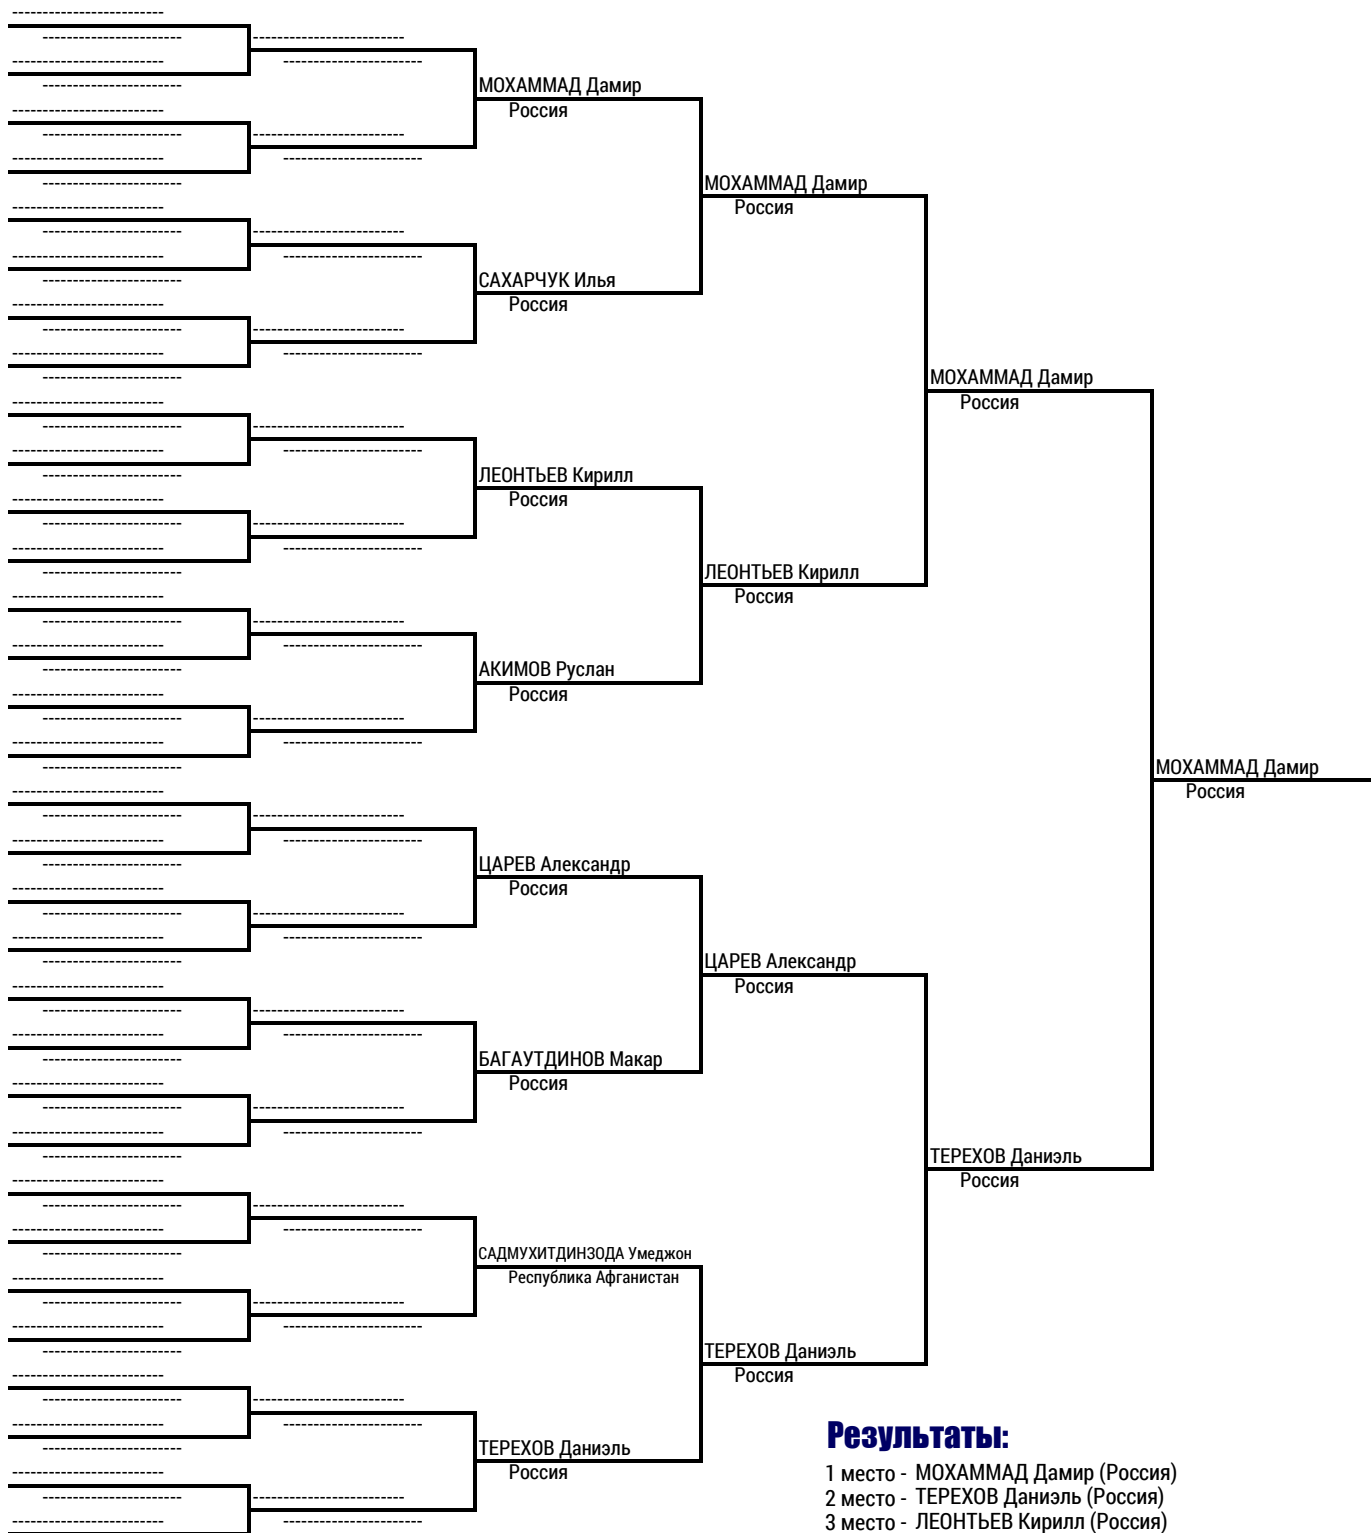 МОХАММАД Дамир
Россия
САХАРЧУК Илья
Россия
ЛЕОНТЬЕВ Кирилл
Россия
АКИМОВ Руслан
Россия
ЦАРЕВ Александр
Россия
БАГАУТДИНОВ Макар
Россия
САДМУХИТДИНЗОДА Умеджон
Республика Афганистан
ТЕРЕХОВ Даниэль
Россия
МОХАММАД Дамир
Россия
ЛЕОНТЬЕВ Кирилл
Россия
ЦАРЕВ Александр
Россия
ТЕРЕХОВ Даниэль
Россия
МОХАММАД Дамир
Россия
ТЕРЕХОВ Даниэль
Россия
МОХАММАД Дамир
Россия
Результаты:
1 место - МОХАММАД Дамир (Россия)
2 место - ТЕРЕХОВ Даниэль (Россия)
3 место - ЛЕОНТЬЕВ Кирилл (Россия)